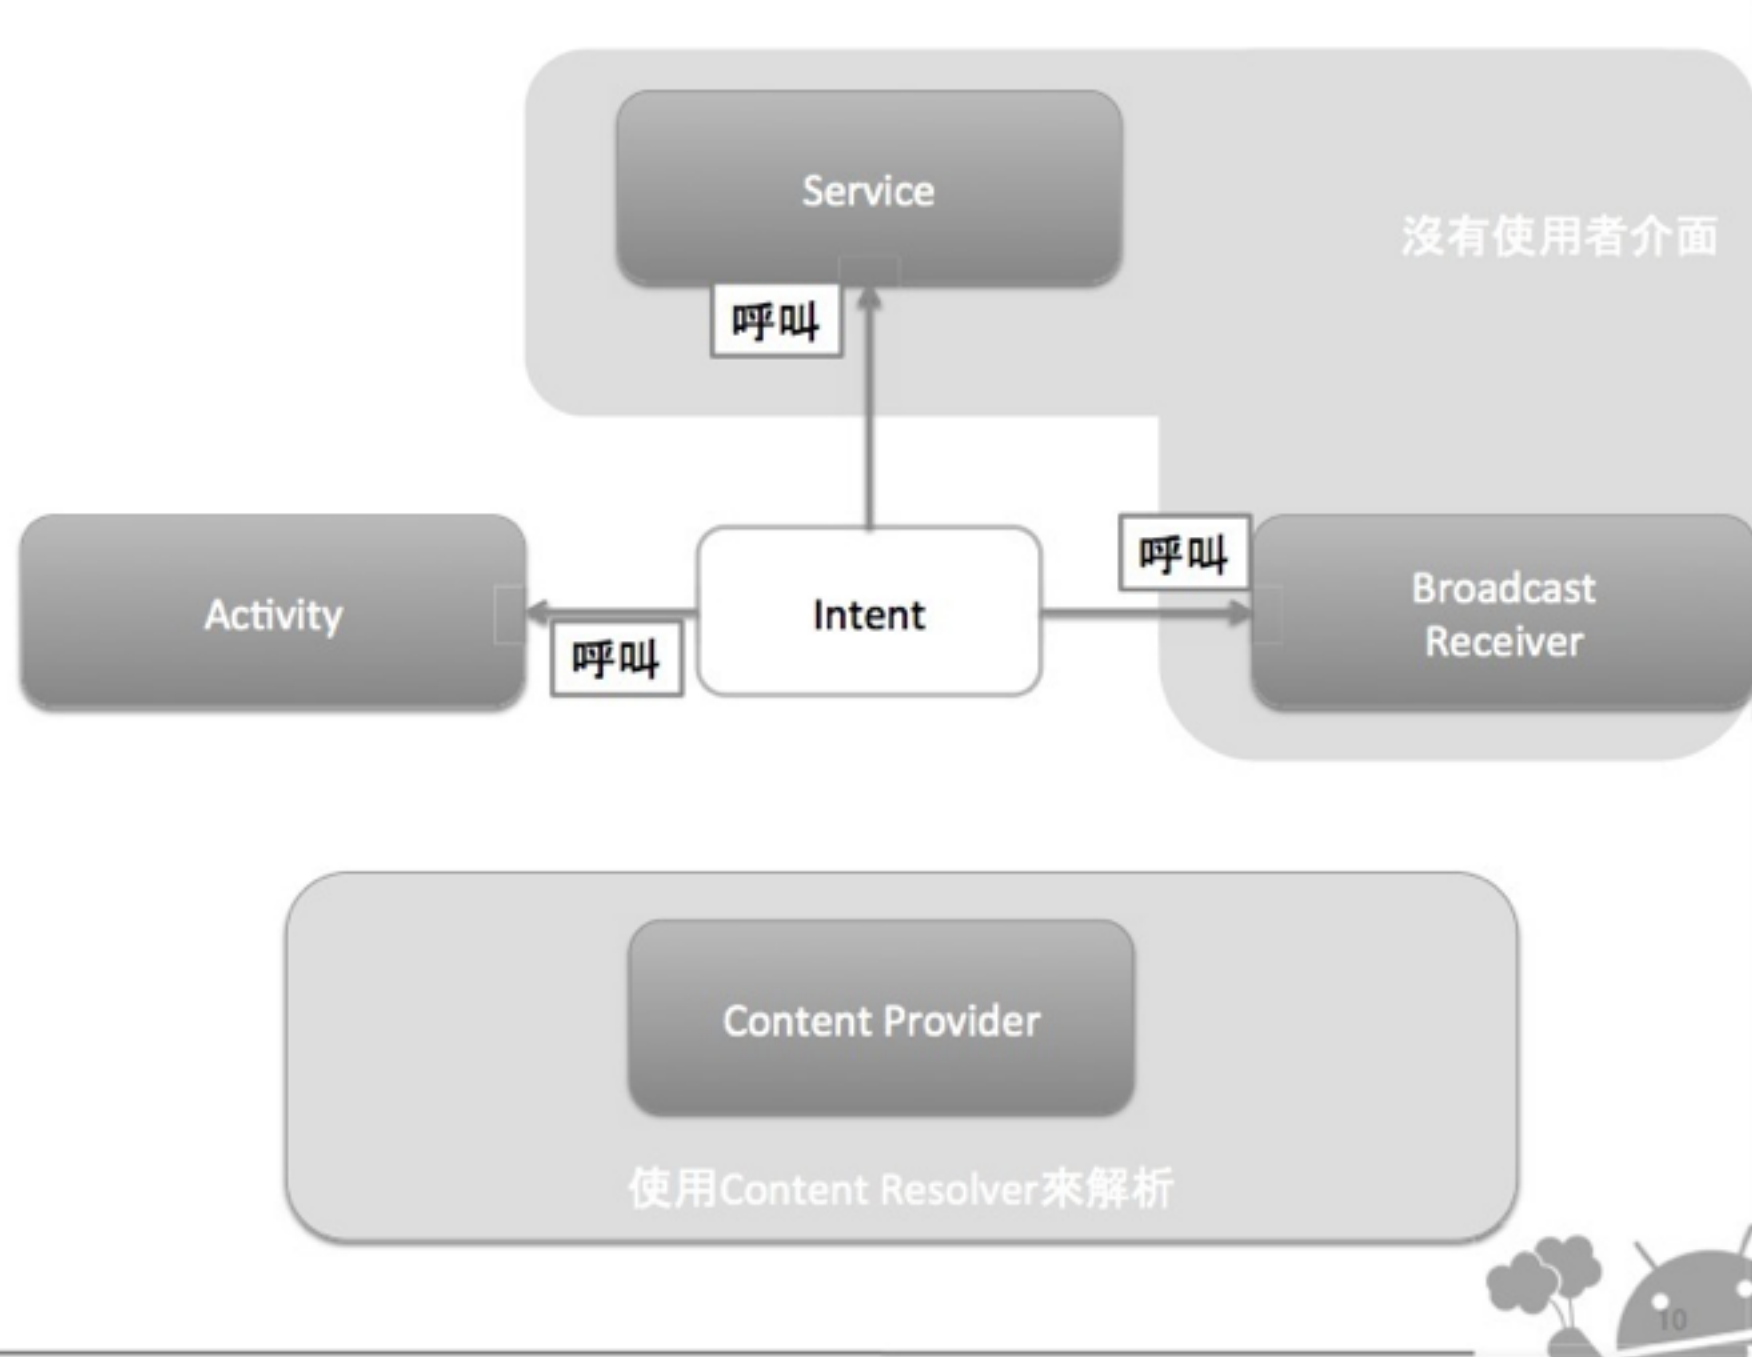 Service
沒有使用者介面
呼叫
Activity
呼叫
Intent
呼叫
Broadcast
Receiver
Content Provider
使用Content Resolver來解析
10